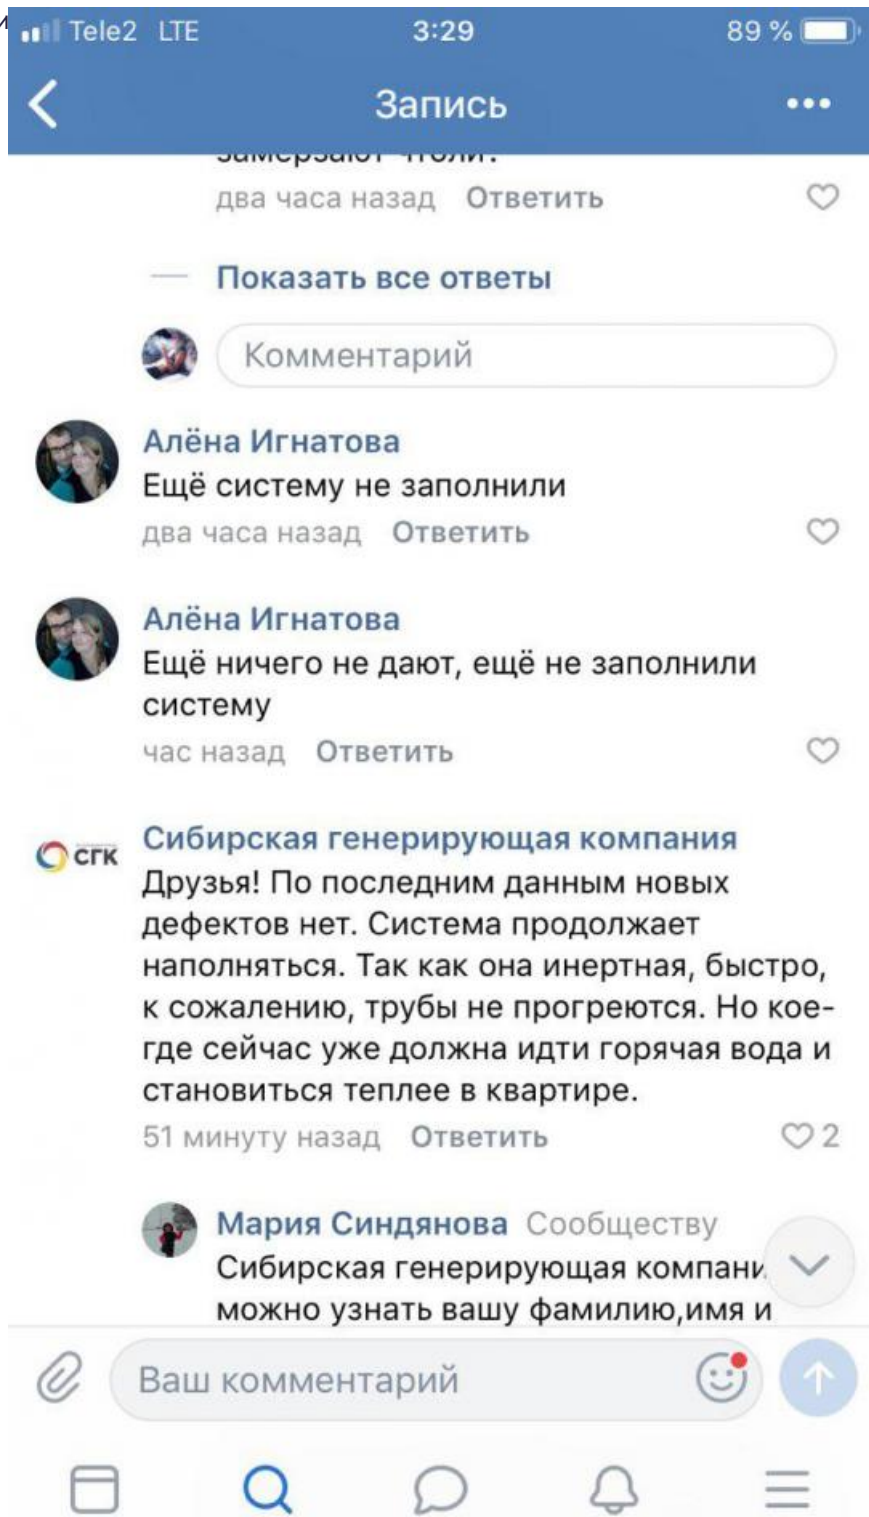 и
Tele2 LTE 3:29 89 %
Запись
замерзают чтоли?
два часа назад Ответить
Показать все ответы
Комментарий
Алёна Игнатова
Ещё систему не заполнили
два часа назад Ответить
Алёна Игнатова
Ещё ничего не дают, ещё не заполнили
систему
час назад Ответить
СГК
Сибирская генерирующая компания
Друзья! По последним данным новых
дефектов нет. Система продолжает
наполняться. Так как она инертная, быстро,
к сожалению, трубы не прогреются. Но кое-
где сейчас уже должна идти горячая вода и
становиться теплее в квартире.
51 минуту назад Ответить 2
Мария Синдянова Сообществу
Сибирская генерирующая компани
можно узнать вашу фамилию,имя и
Ваш комментарий